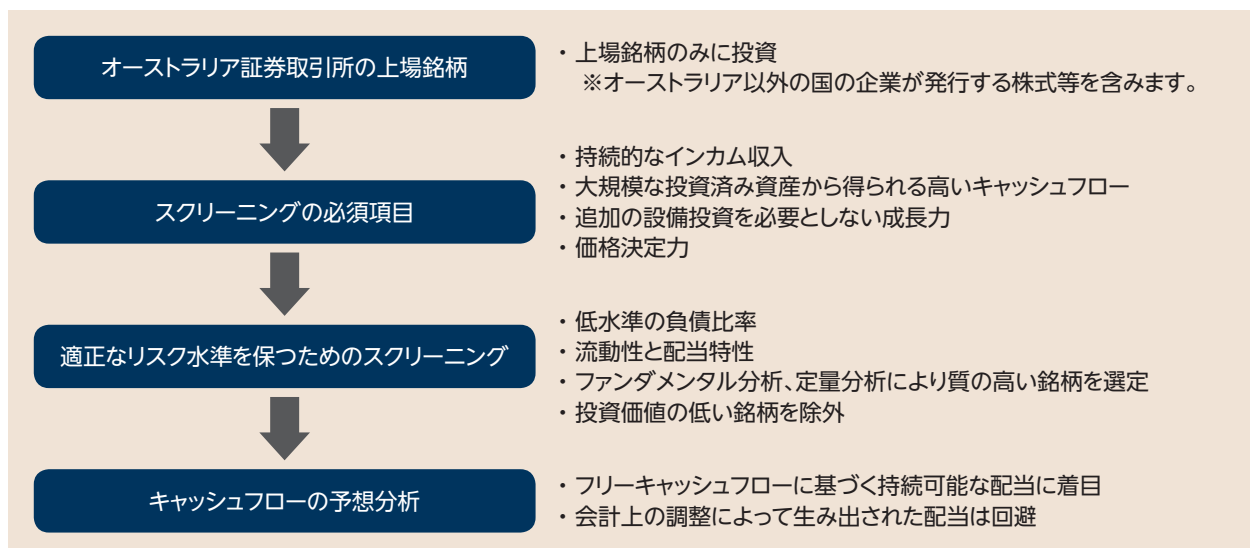 オーストラリア証券取引所の上場銘柄
・ 上場銘柄のみに投資
※オーストラリア以外の国の企業が発行する株式等を含みます。
スクリーニングの必須項目
・ 持続的なインカム収入
・ 大規模な投資済み資産から得られる高いキャッシュフロー
・ 追加の設備投資を必要としない成長力
・ 価格決定力
適正なリスク水準を保つためのスクリーニング
・ 低水準の負債比率
・ 流動性と配当特性
・ ファンダメンタル分析、定量分析により質の高い銘柄を選定
・ 投資価値の低い銘柄を除外
キャッシュフローの予想分析
・ フリーキャッシュフローに基づく持続可能な配当に着目
・ 会計上の調整によって生み出された配当は回避